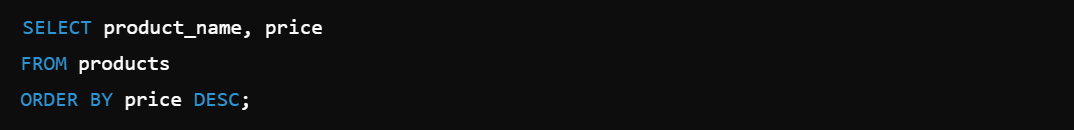 SELECT product_name, price
FROM products
ORDER BY price DESC;